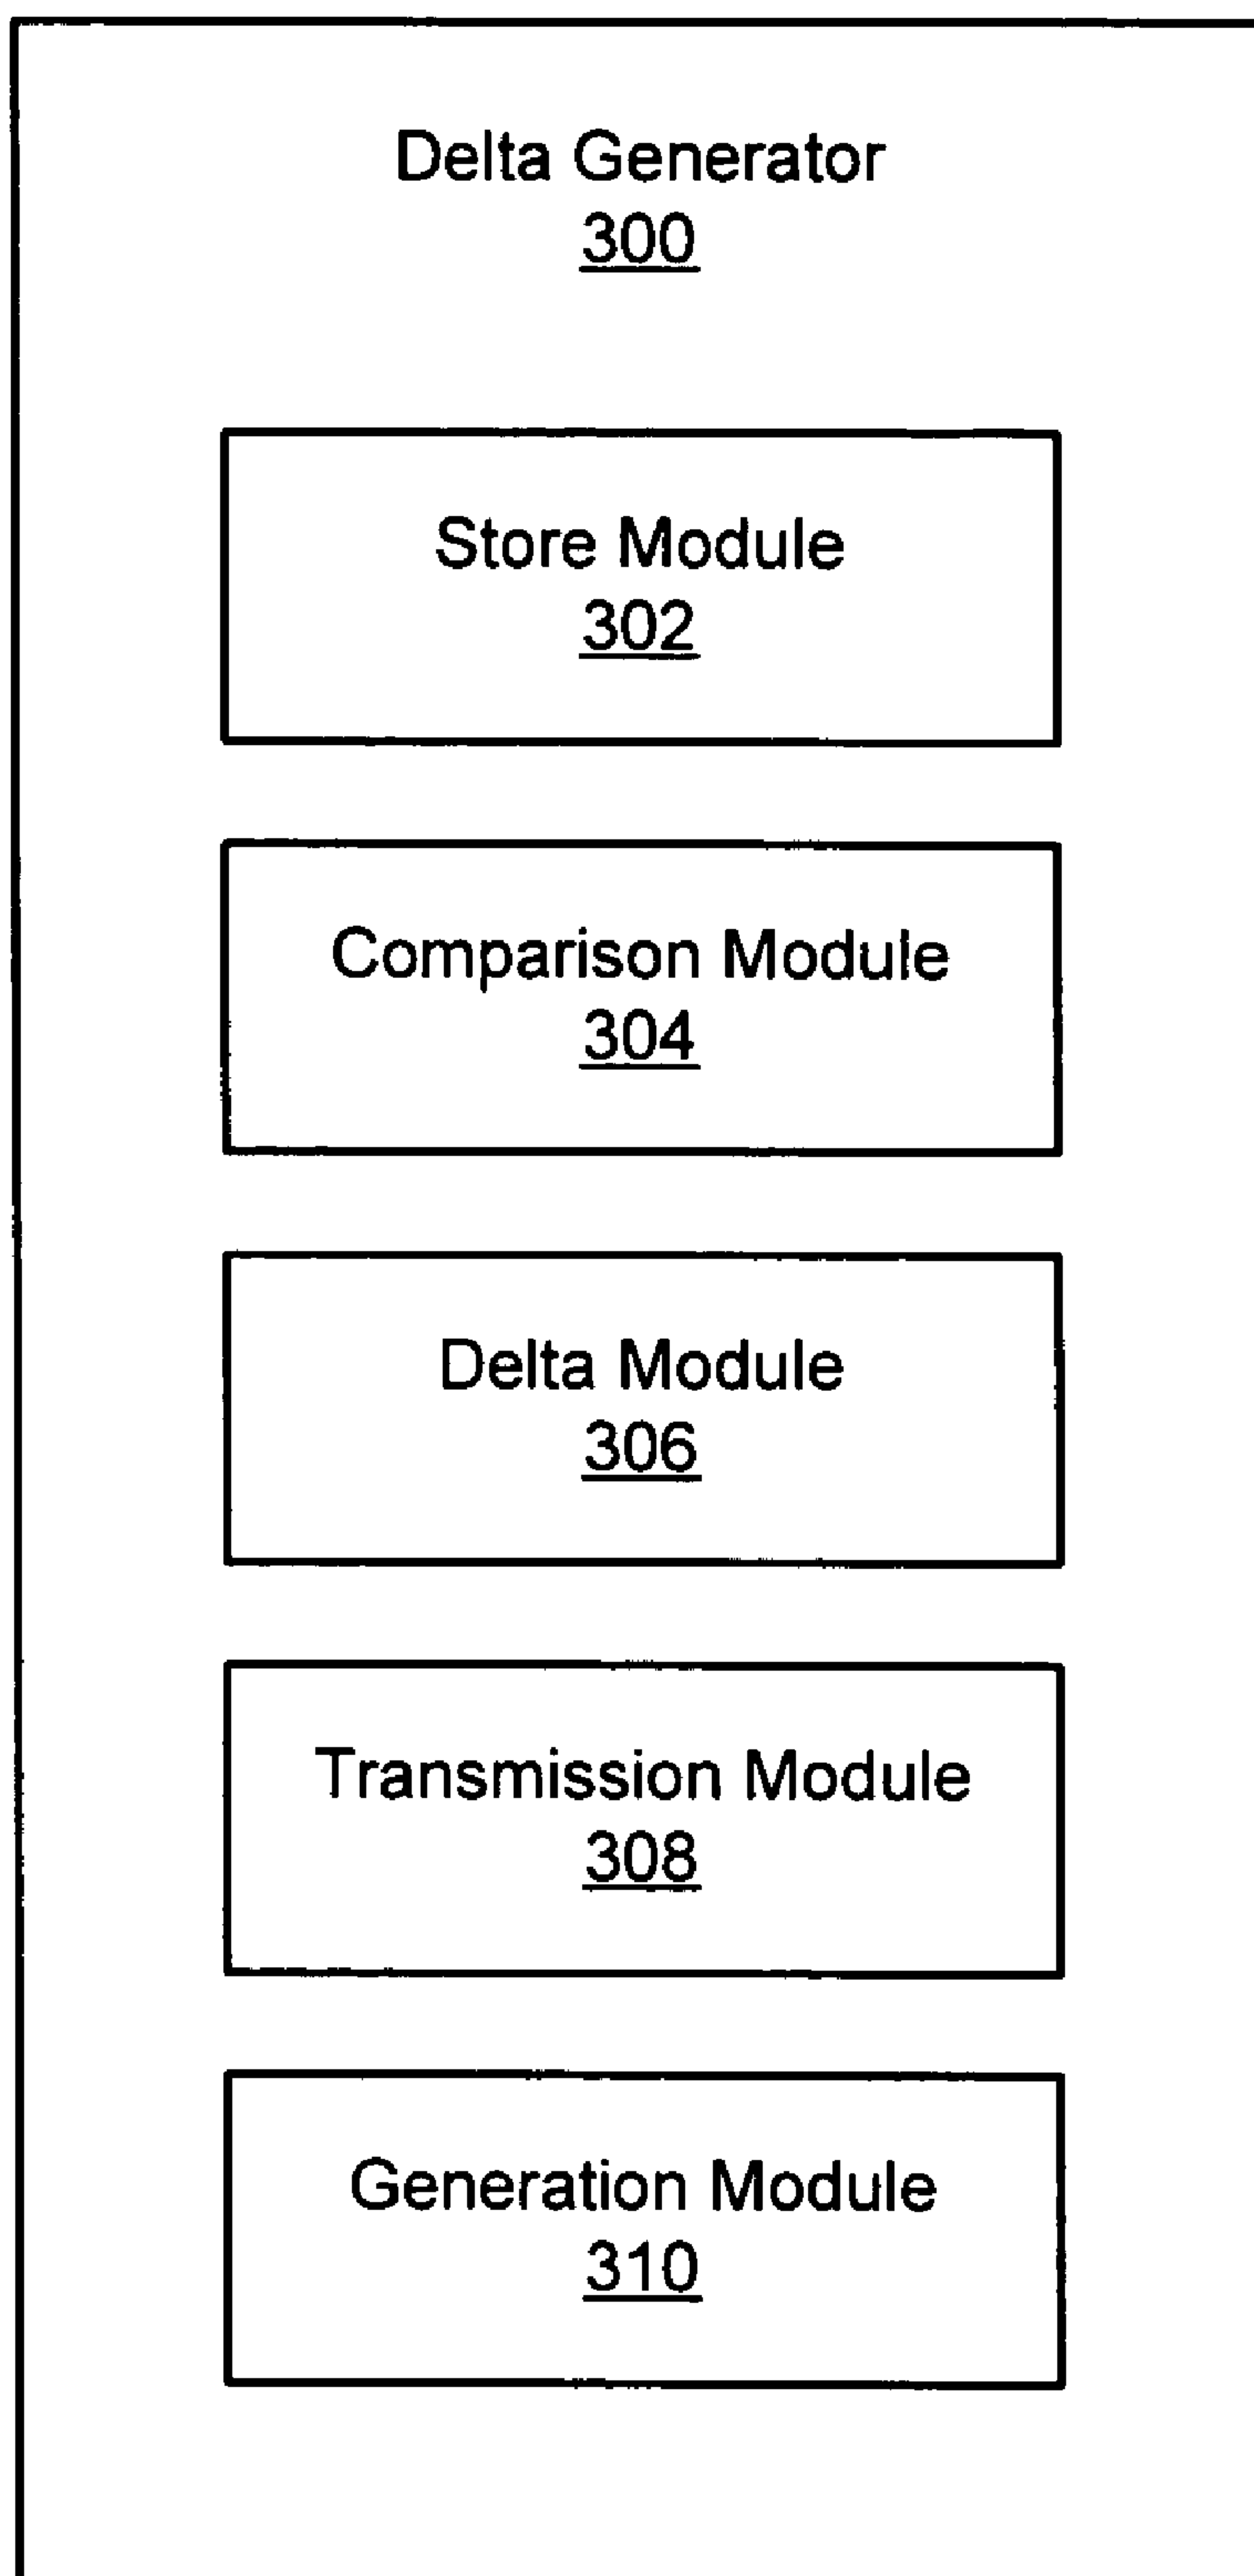 Delta Generator
300
Store Module
302
Comparison Module
304
Delta Module
306
Transmission Module
308
Generation Module
310